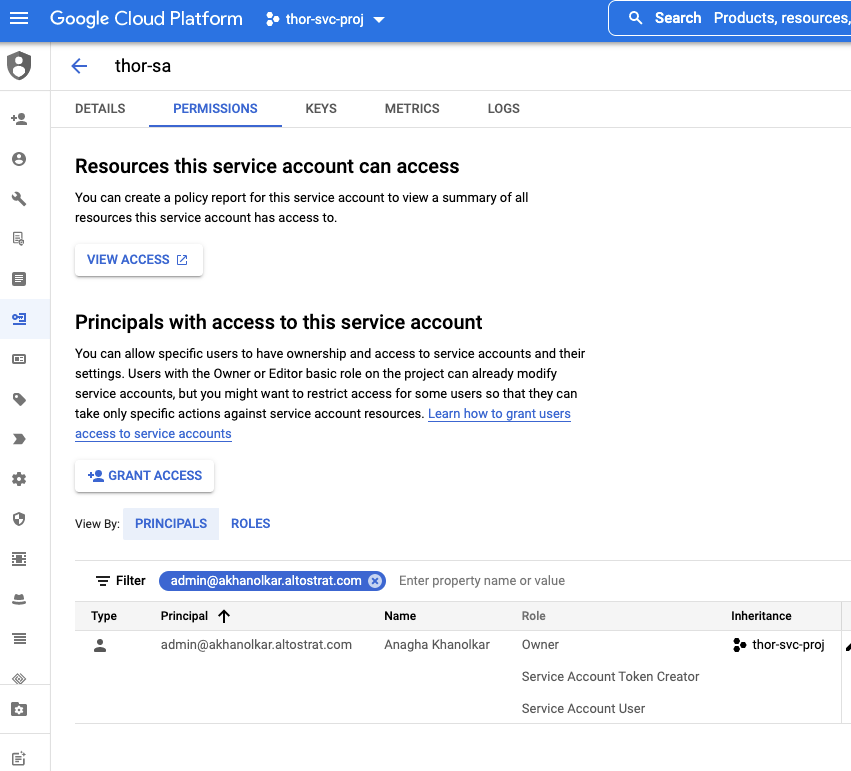 Google Cloud Platform thor-svc-proj Search Products, resources,
thor-sa
DETAILS PERMISSIONS KEYS METRICS LOGS
Resources this service account can access
You can create a policy report for this service account to view a summary of all
resources this service account has access to.
VIEW ACCESS
Principals with access to this service account
You can allow specific users to have ownership and access to service accounts and their
settings. Users with the Owner or Editor basic role on the project can already modify
service accounts, but you might want to restrict access for some users so that they can
take only specific actions against service account resources. Learn how to grant users
access to service accounts
GRANT ACCESS
View By: PRINCIPALS ROLES
Filter admin@akhanolkar.altostrat.com Enter property name or value
Type Principal Name Role Inheritance
admin@akhanolkar.altostrat.com Anagha Khanolkar Owner thor-svc-proj
Service Account Token Creator
Service Account User